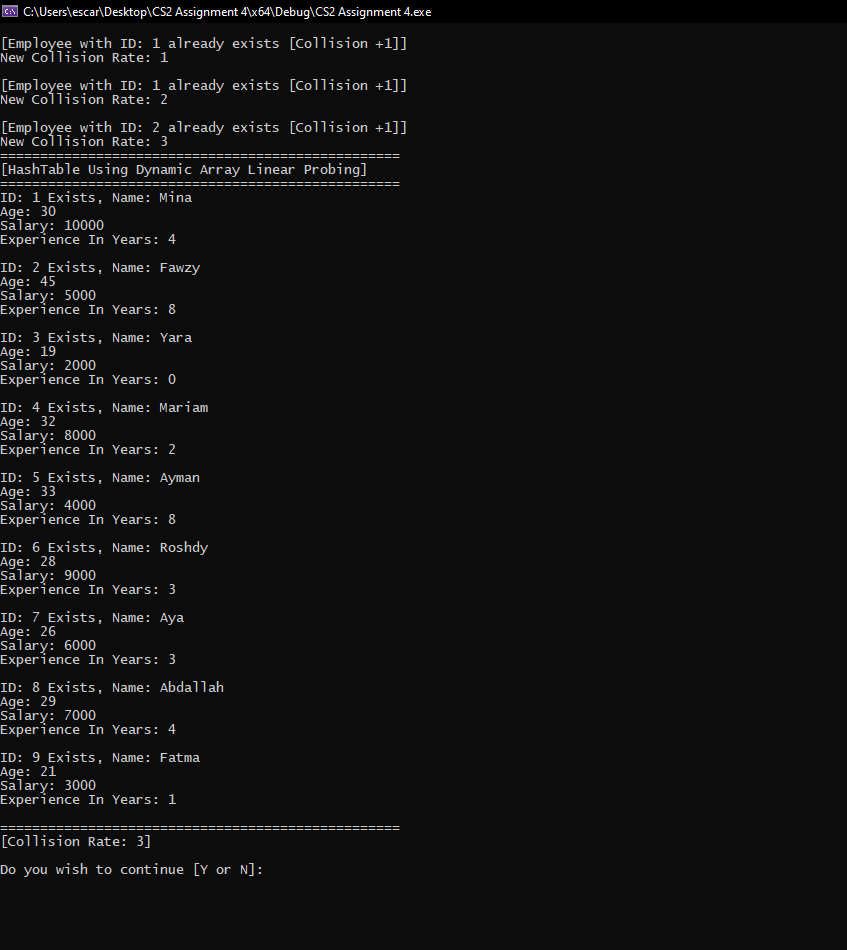 C:\Users\escar\Desktop\CS2 Assignment 4\x64\Debug\CS2 Assignment 4.exe
[Employee with ID: 1 already exists [Collision +1]]
New Collision Rate: 1
[Employee with ID: 1 already exists [Collision +1]]
New Collision Rate: 2
[Employee with ID: 2 already exists [Collision +1]]
New Collision Rate: 3
==================================================
[HashTable Using Dynamic Array Linear Probing]
==================================================
ID: 1 Exists, Name: Mina
Age: 30
Salary: 10000
Experience In Years: 4
ID: 2 Exists, Name: Fawzy
Age: 45
Salary: 5000
Experience In Years: 8
ID: 3 Exists, Name: Yara
Age: 19
Salary: 2000
Experience In Years: 0
ID: 4 Exists, Name: Mariam
Age: 32
Salary: 8000
Experience In Years: 2
ID: 5 Exists, Name: Ayman
Age: 33
Salary: 4000
Experience In Years: 8
ID: 6 Exists, Name: Roshdy
Age: 28
Salary: 9000
Experience In Years: 3
ID: 7 Exists, Name: Aya
Age: 26
Salary: 6000
Experience In Years: 3
ID: 8 Exists, Name: Abdallah
Age: 29
Salary: 7000
Experience In Years: 4
ID: 9 Exists, Name: Fatma
Age: 21
Salary: 3000
Experience In Years: 1
==================================================
[Collision Rate: 3]
Do you wish to continue [Y or N]: